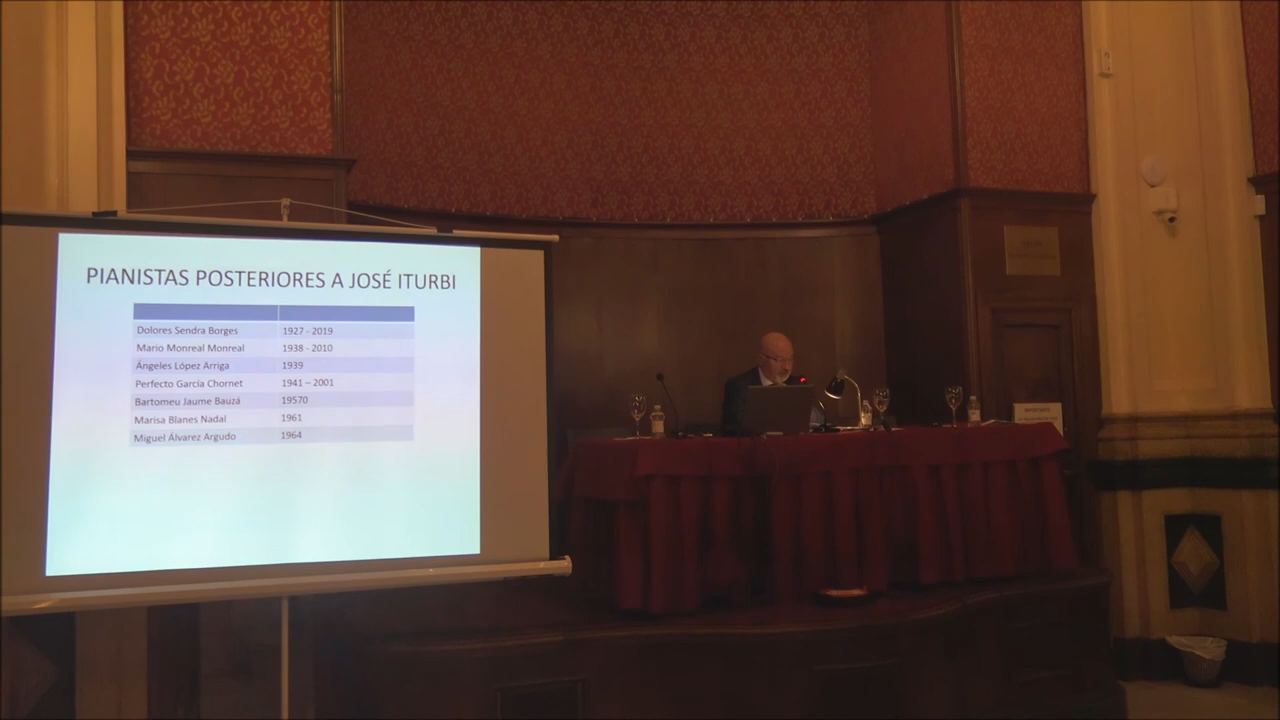 PIANISTAS POSTERIORES A JOSÉ ITURBI
Dolores Sendra Borges 1927 - 2019
Mario Monreal Monreal 1938 - 2010
Ángeles López Arriga 1939
Perfecto García Chornet 1941 – 2001
Bartomeu Jaume Bauzá 19570
Marisa Blanes Nadal 1961
Miguel Álvarez Argudo 1964
IMPORTANTE